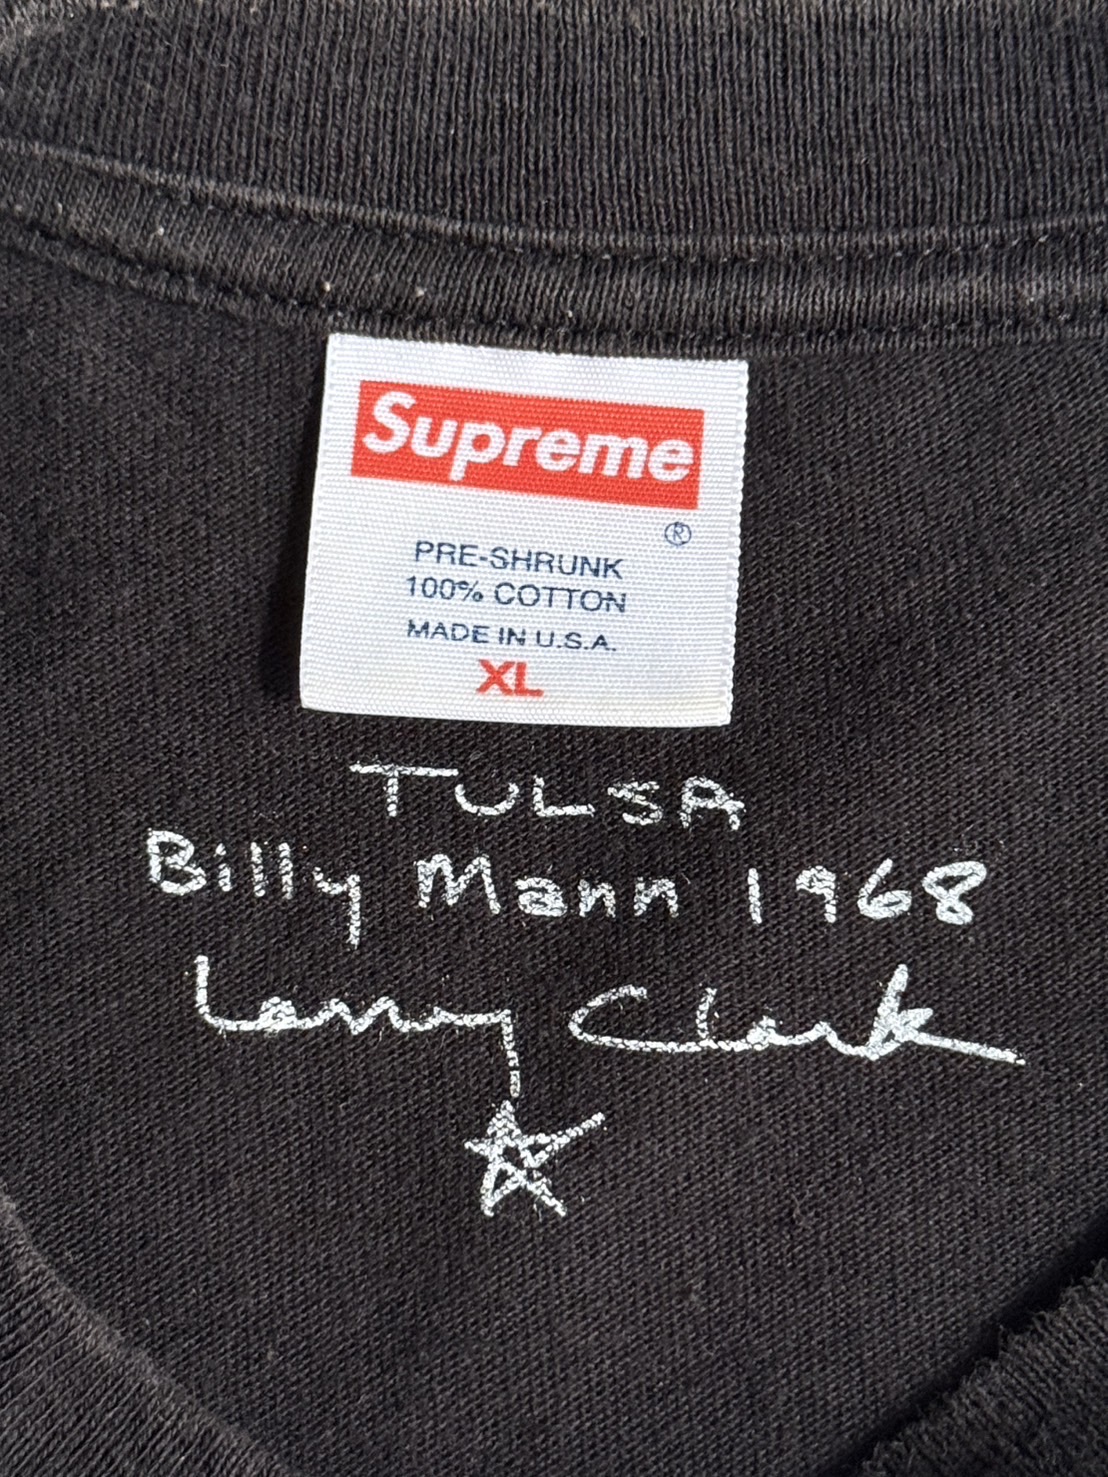 Supreme
®
PRE-SHRUNK
100% COTTON
MADE IN U.S.A.
XL
TULSA
Billy Mann 1968
Larry Clark